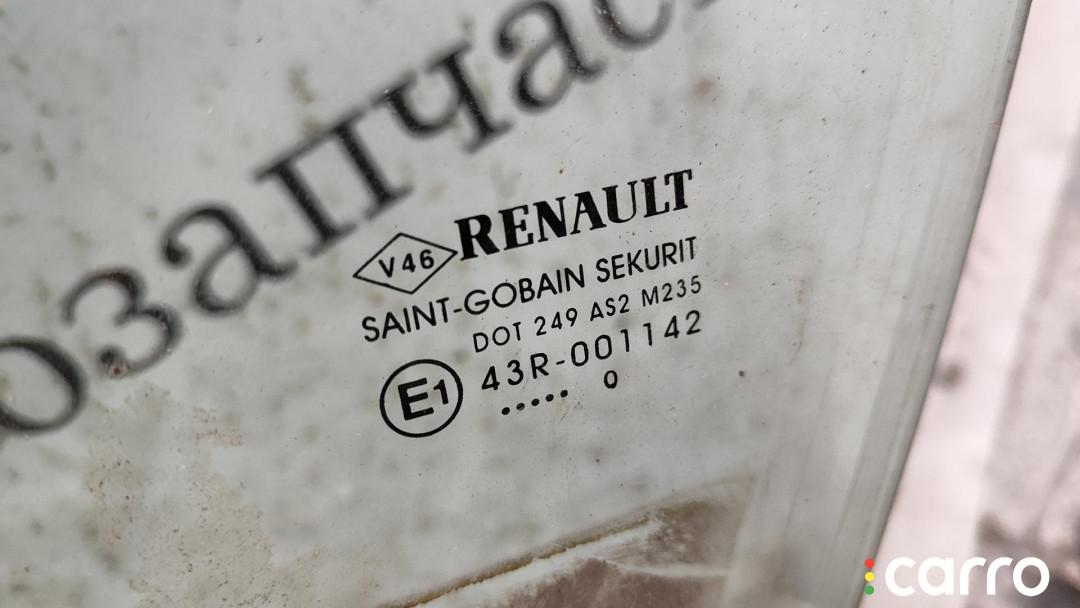 озапчас
RENAULT
V46
SAINT-GOBAIN SEKURIT
DOT 249 AS2 M235
E1 43R-001142
..... 0
carro